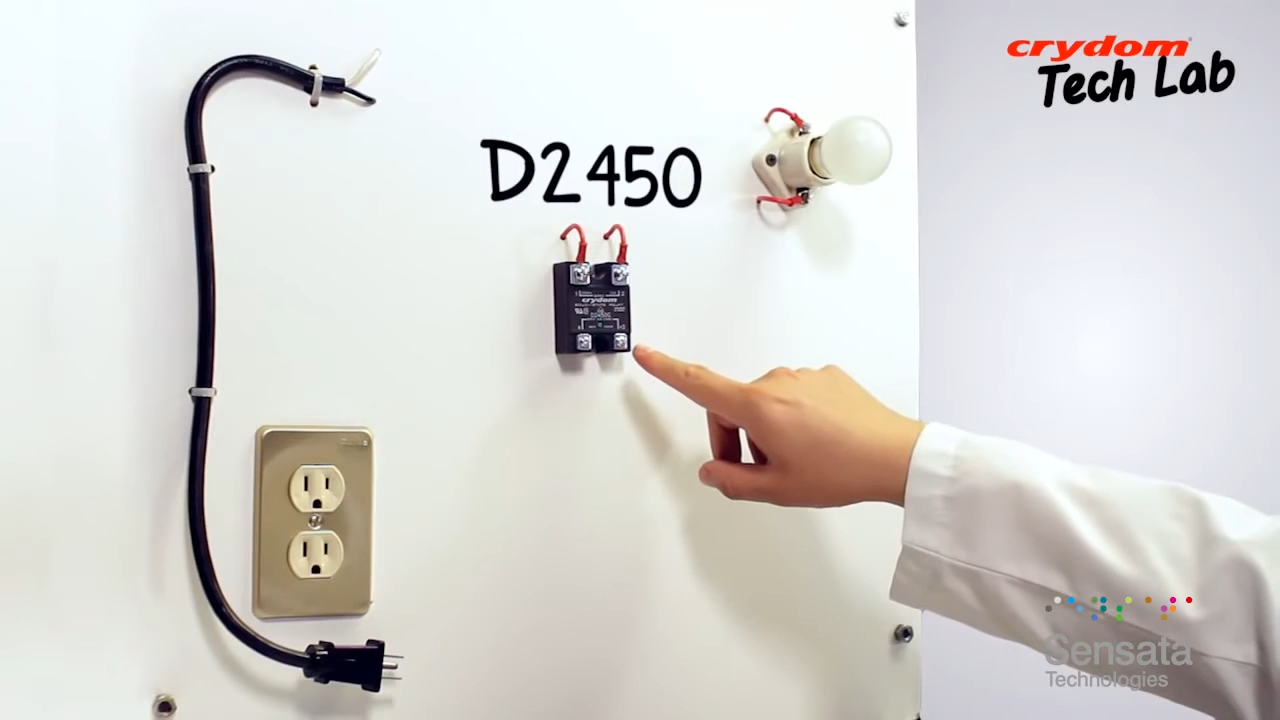 crydom
Tech Lab
D2450
crydom
Sensata
Technologies